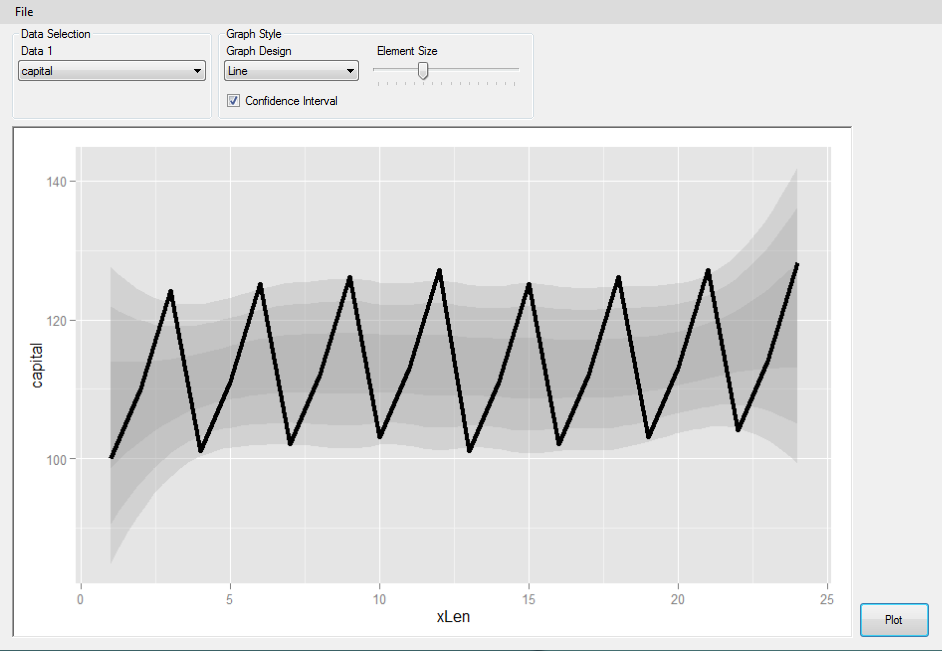 File
Data Selection
Data 1
capital
Graph Style
Graph Design
Line
Element Size
Confidence Interval
140
120
100
capital
0
5
10
15
20
25
xLen
Plot